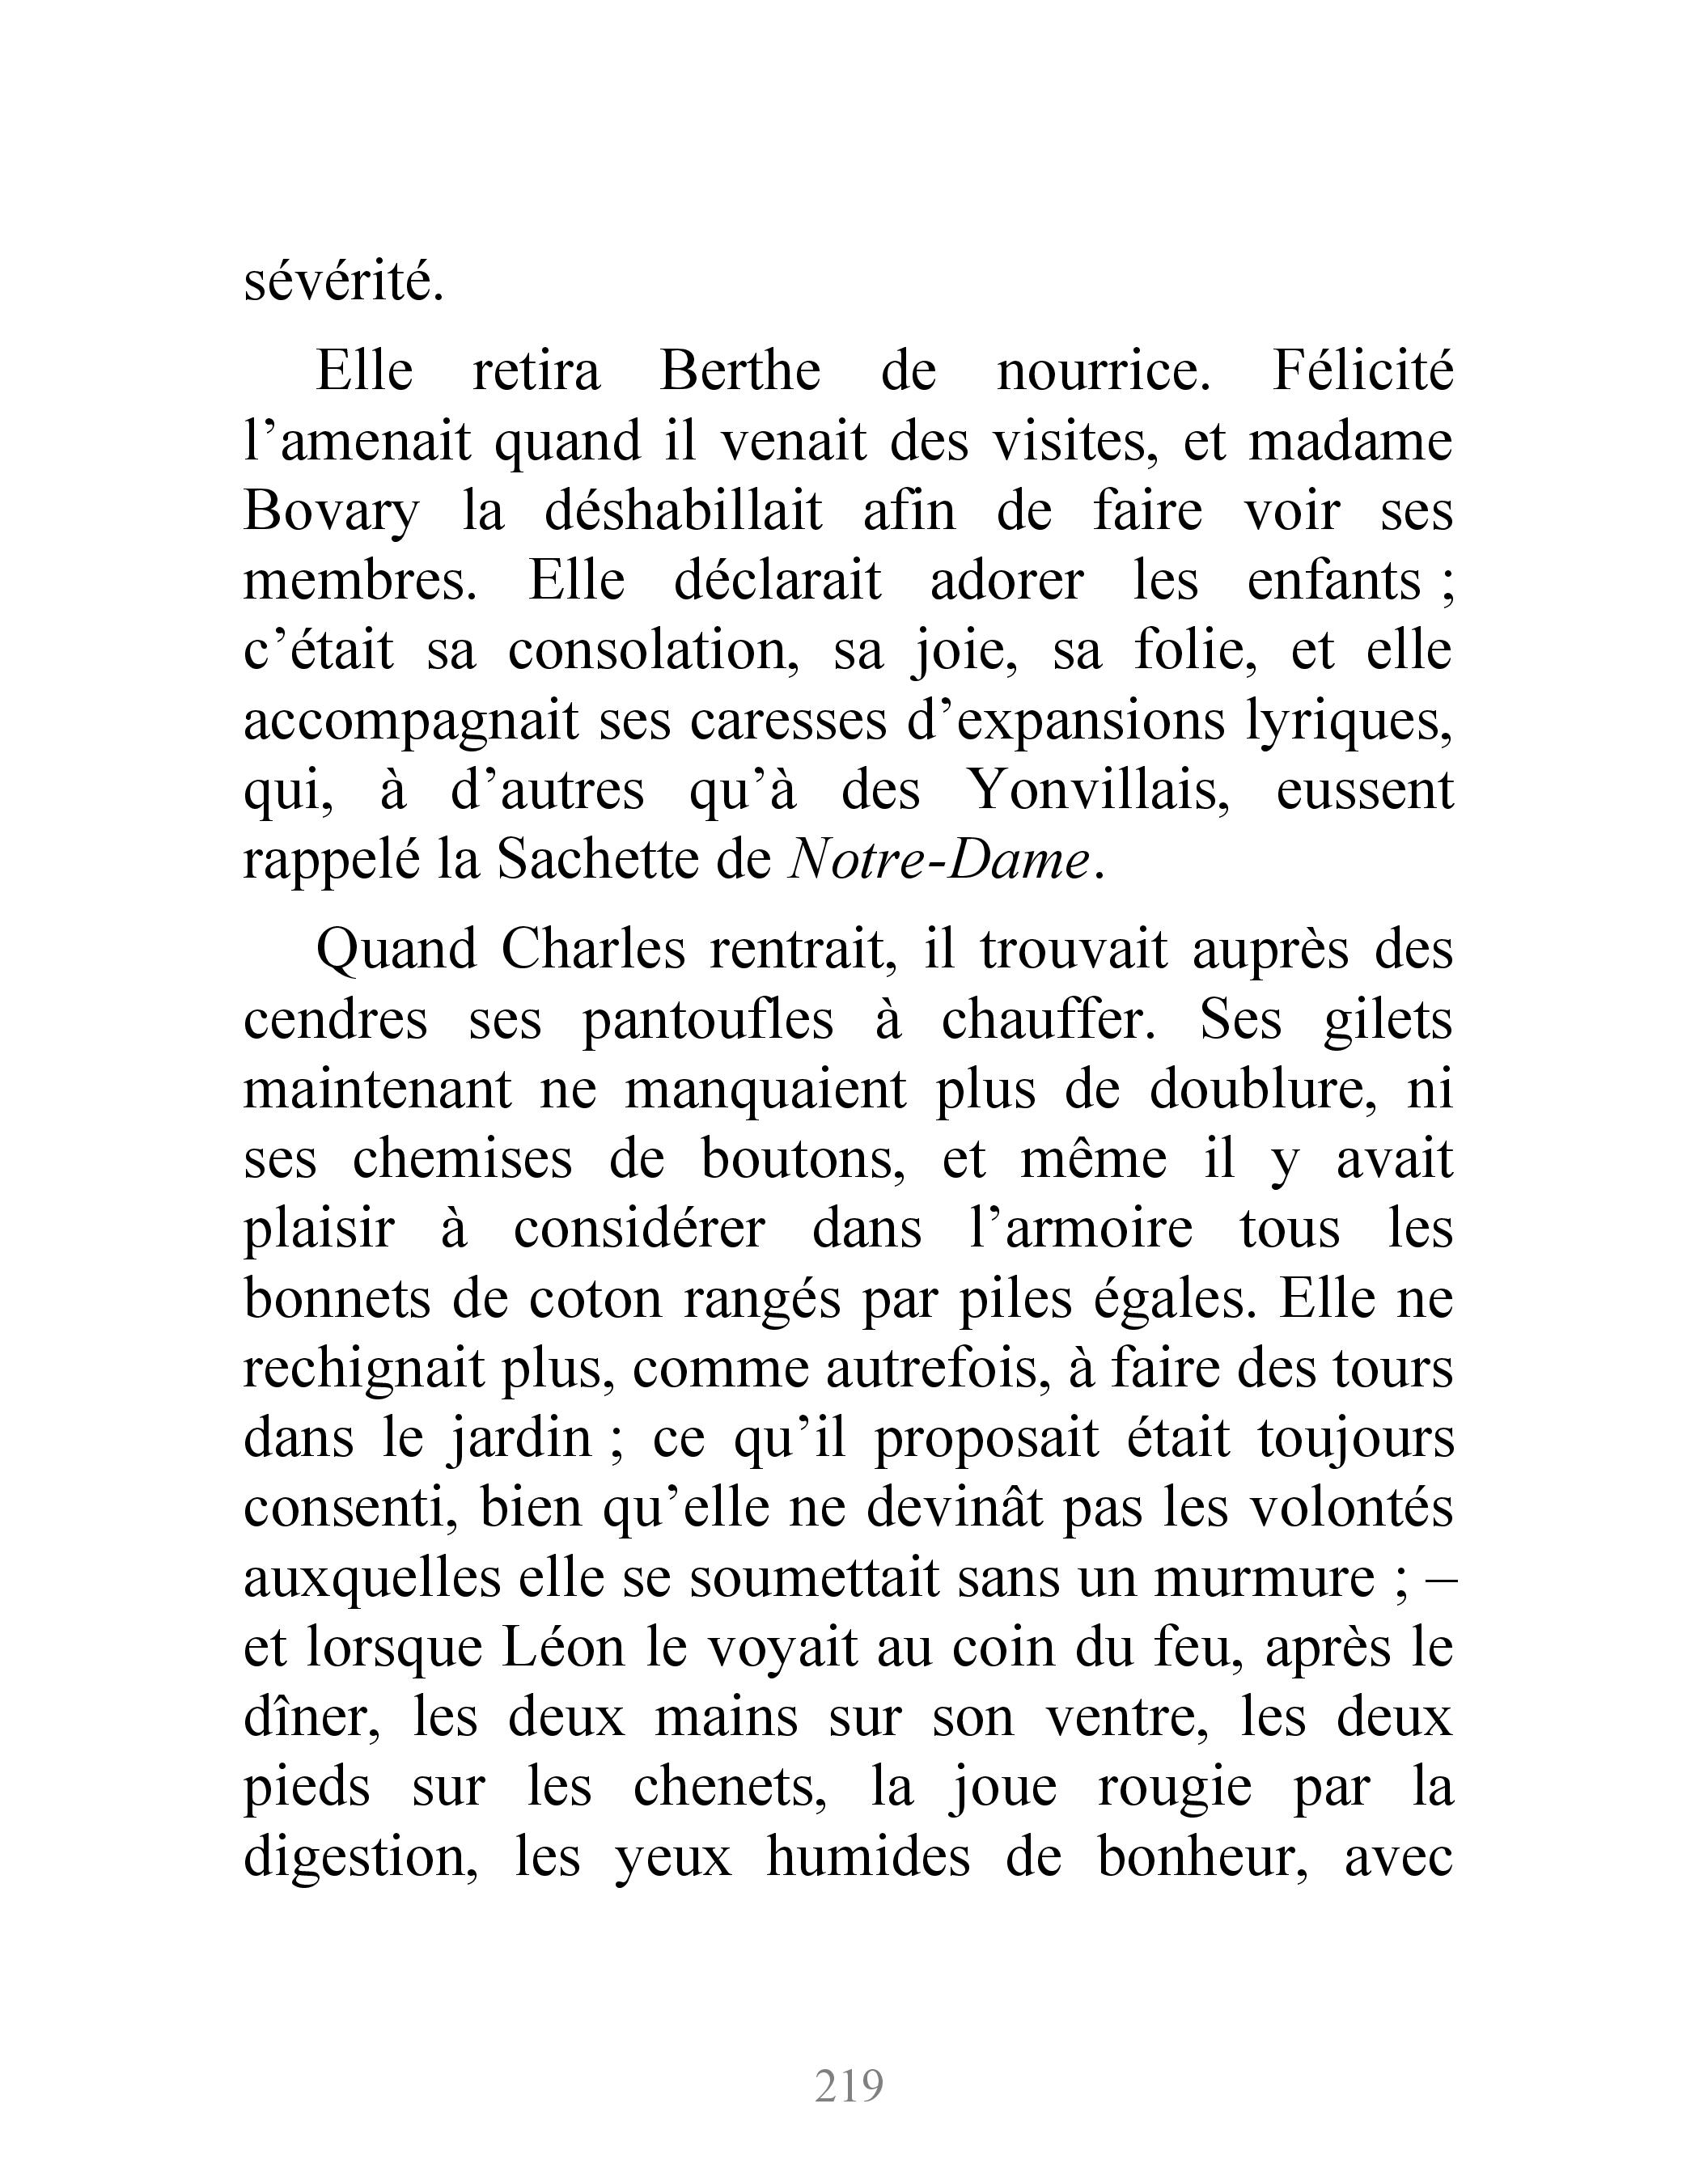 sévérité.
Elle retira Berthe de nourrice. Félicité
l’amenait quand il venait des visites, et madame
Bovary la déshabillait afin de faire voir ses
membres. Elle déclarait adorer les enfants ;
c’était sa consolation, sa joie, sa folie, et elle
accompagnait ses caresses d’expansions lyriques,
qui, à d’autres qu’à des Yonvillais, eussent
rappelé la Sachette de Notre-Dame.
Quand Charles rentrait, il trouvait auprès des
cendres ses pantoufles à chauffer. Ses gilets
maintenant ne manquaient plus de doublure, ni
ses chemises de boutons, et même il y avait
plaisir à considérer dans l’armoire tous les
bonnets de coton rangés par piles égales. Elle ne
rechignait plus, comme autrefois, à faire des tours
dans le jardin ; ce qu’il proposait était toujours
consenti, bien qu’elle ne devinât pas les volontés
auxquelles elle se soumettait sans un murmure ; –
et lorsque Léon le voyait au coin du feu, après le
dîner, les deux mains sur son ventre, les deux
pieds sur les chenets, la joue rougie par la
digestion, les yeux humides de bonheur, avec
219